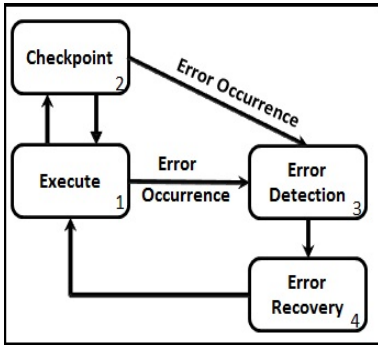 Checkpoint
2
Error Occurrence
Execute
1
Error
Occurrence
Error
Detection
3
Error
Recovery
4